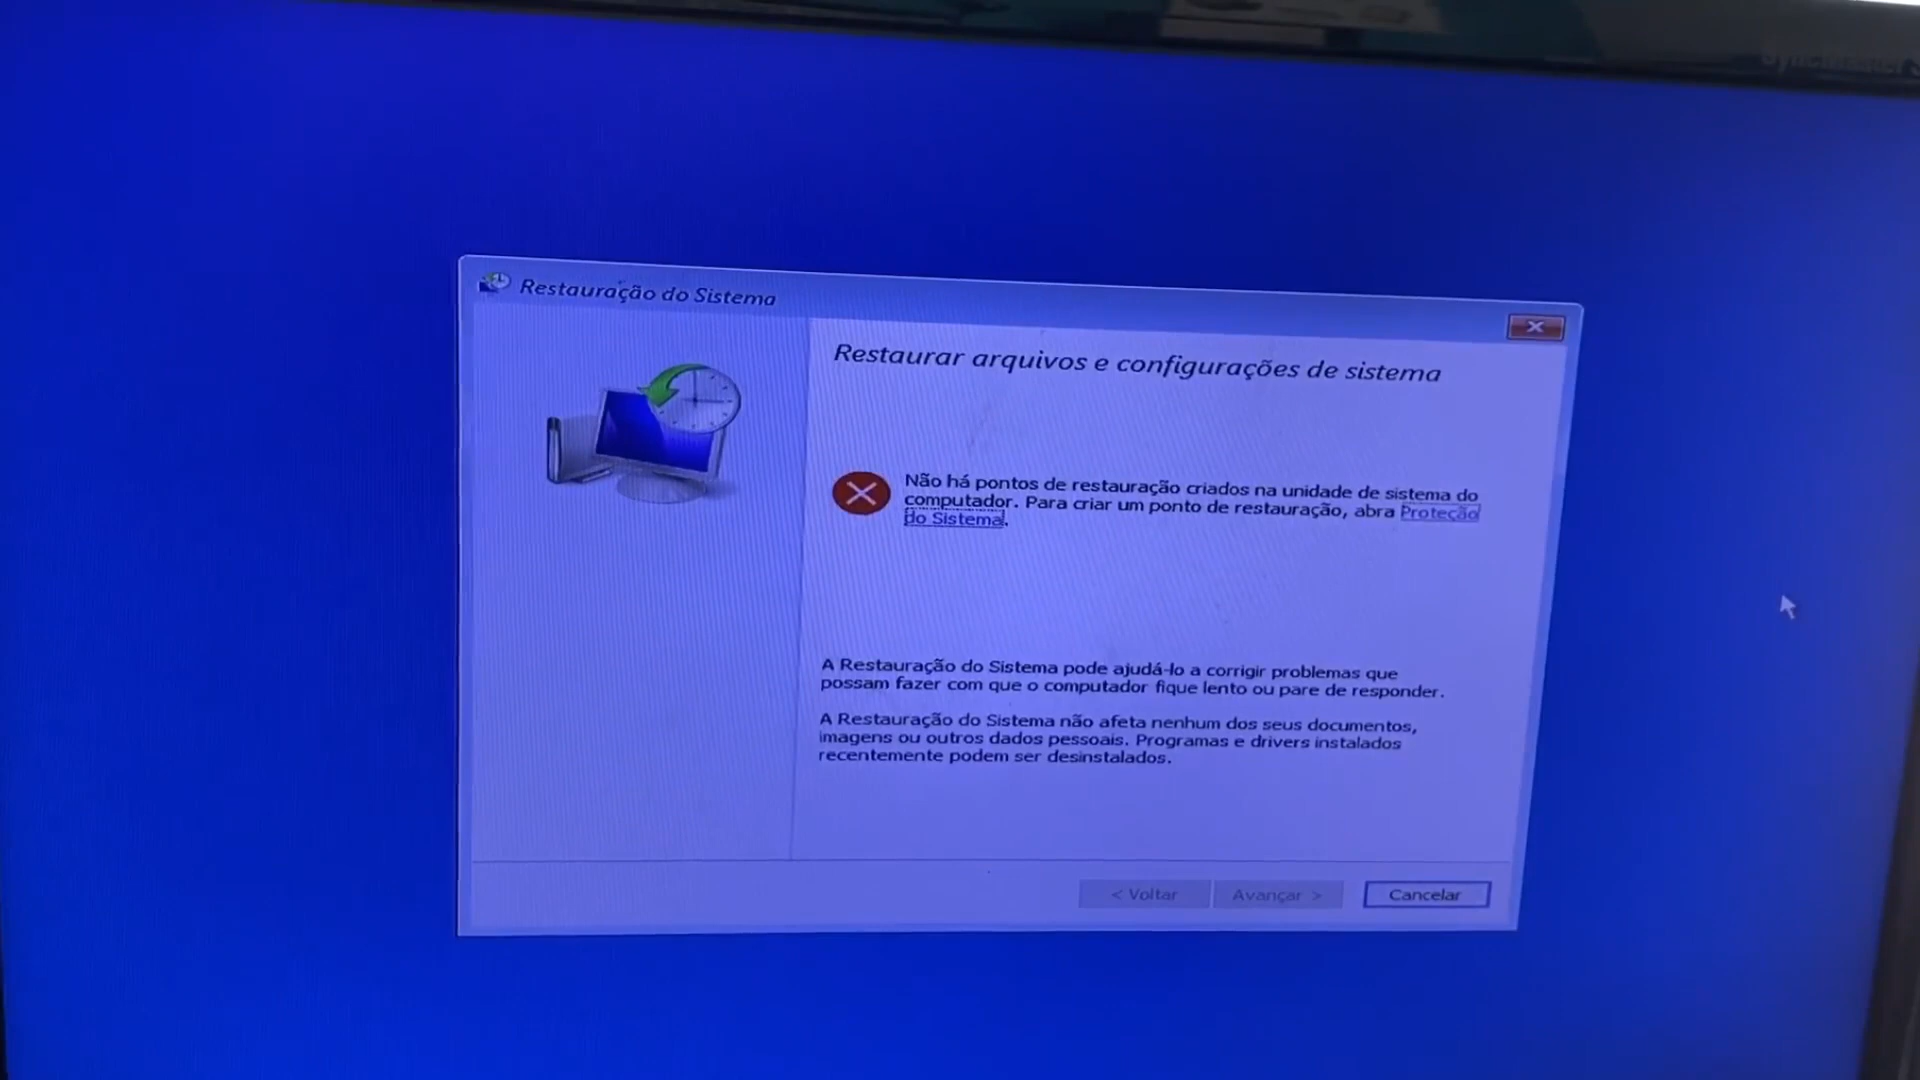 Restauração do Sistema
Restaurar arquivos e configurações de sistema
Não há pontos de restauração criados na unidade de sistema do
computador. Para criar um ponto de restauração, abra Proteção
do Sistema.
A Restauração do Sistema pode ajudá-lo a corrigir problemas que
possam fazer com que o computador fique lento ou pare de responder.
A Restauração do Sistema não afeta nenhum dos seus documentos,
imagens ou outros dados pessoais. Programas e drivers instalados
recentemente podem ser desinstalados.
< Voltar
Avançar >
Cancelar